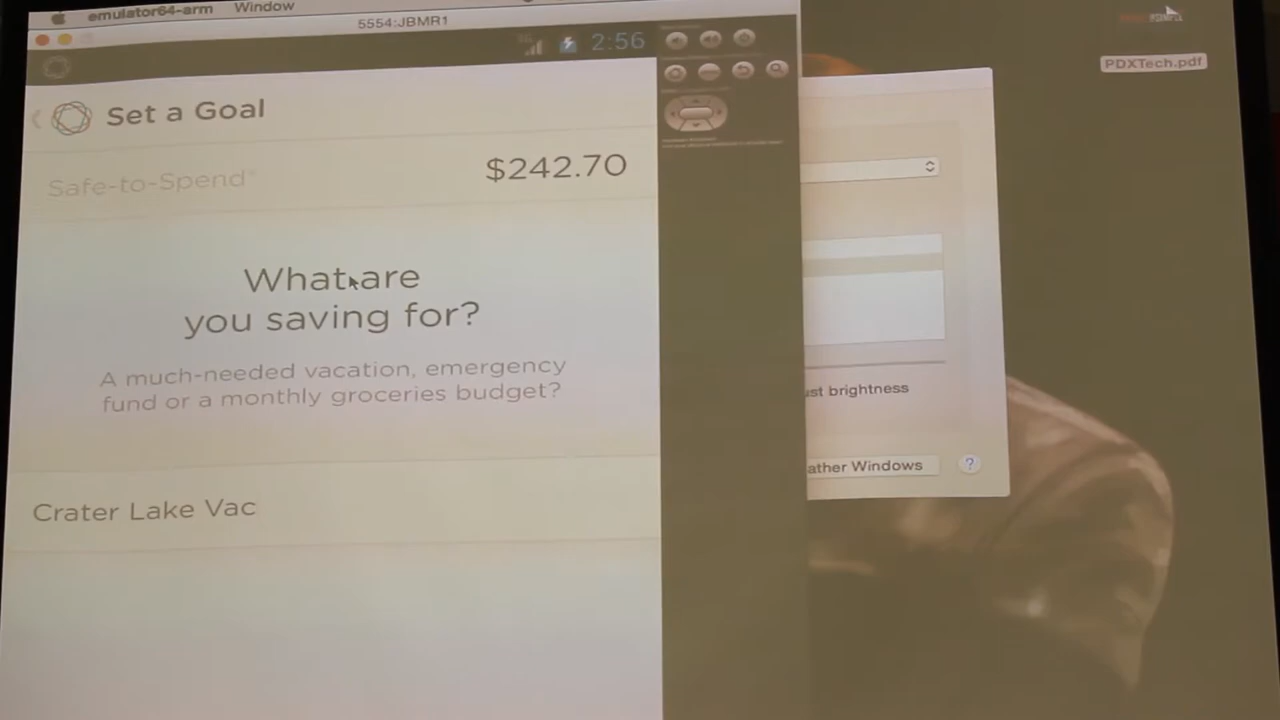 emulator64-arm Window
5554:JBMR1
2:56
Set a Goal
Safe-to-Spend
$242.70
What are
you saving for?
A much-needed vacation, emergency
fund or a monthly groceries budget?
Crater Lake Vac
PDXTech.pdf
ust brightness
ather Windows
?